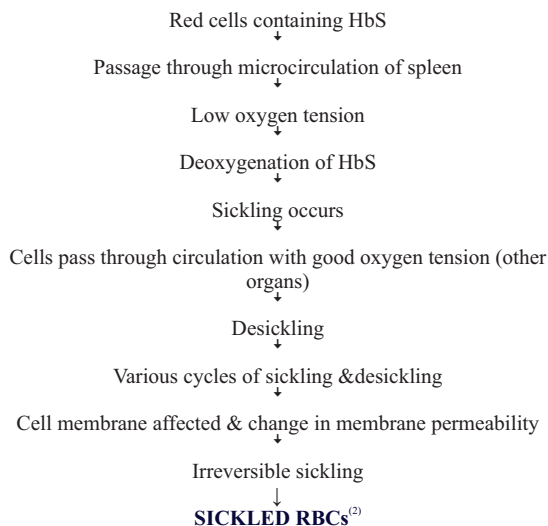 Red cells containing HbS
↓
Passage through microcirculation of spleen
↓
Low oxygen tension
↓
Deoxygenation of HbS
↓
Sickling occurs
↓
Cells pass through circulation with good oxygen tension (other
organs)
↓
Desickling
↓
Various cycles of sickling &desickling
↓
Cell membrane affected & change in membrane permeability
↓
Irreversible sickling
↓
SICKLED RBCs(2)